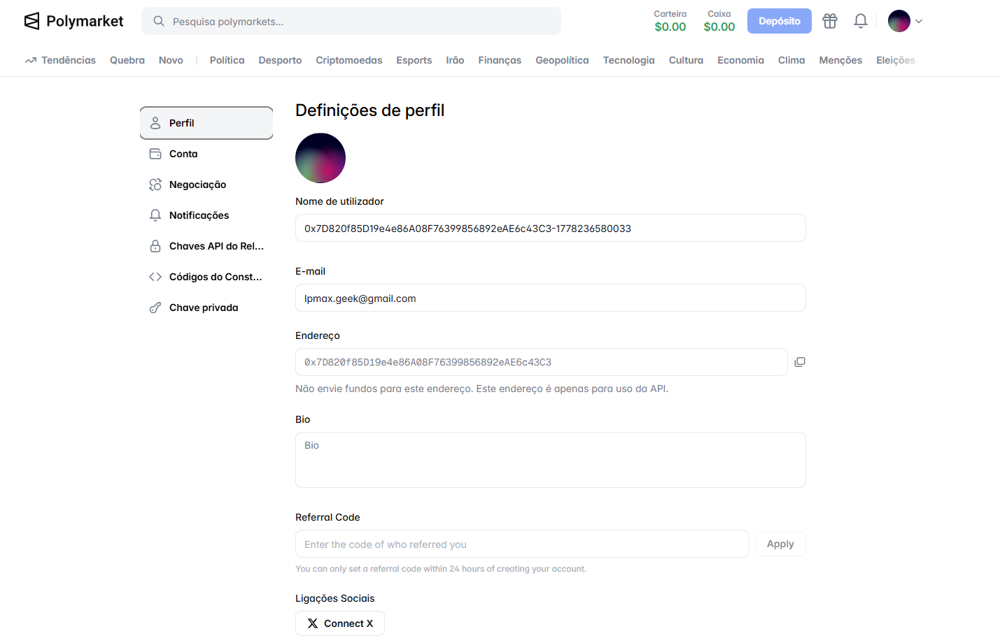 Polymarket
Pesquisa polymarkets...
Carteira
$0.00
Caixa
$0.00
Depósito
Tendências Quebra Novo Política Desporto Criptomoedas Esports Irão Finanças Geopolítica Tecnologia Cultura Economia Clima Menções Eleições
Perfil
Conta
Negociação
Notificações
Chaves API do Rel...
Códigos do Const...
Chave privada
Definições de perfil
Nome de utilizador
0x7D820f85D19e4e86A08F76399856892eAE6c43C3-1778236580033
E-mail
lpmax.geek@gmail.com
Endereço
0x7D820f85D19e4e86A08F76399856892eAE6c43C3
Não envie fundos para este endereço. Este endereço é apenas para uso da API.
Bio
Bio
Referral Code
Enter the code of who referred you
Apply
You can only set a referral code within 24 hours of creating your account.
Ligações Sociais
Connect X